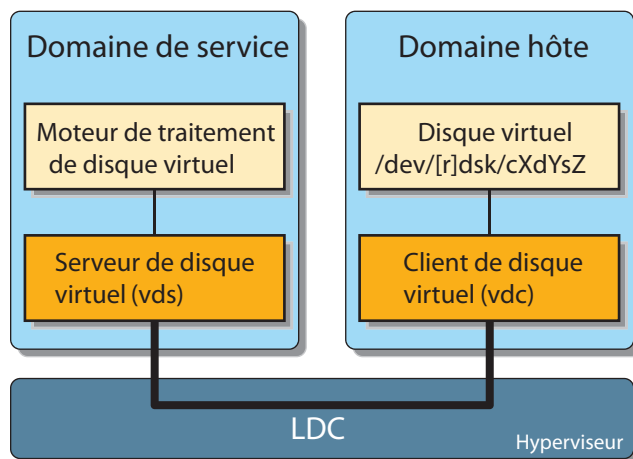 Domaine de service
Moteur de traitement
de disque virtuel
Serveur de disque
virtuel (vds)
Domaine hôte
Disque virtuel
/dev/[r]dsk/cXdYsZ
Client de disque
virtuel (vdc)
LDC
Hyperviseur